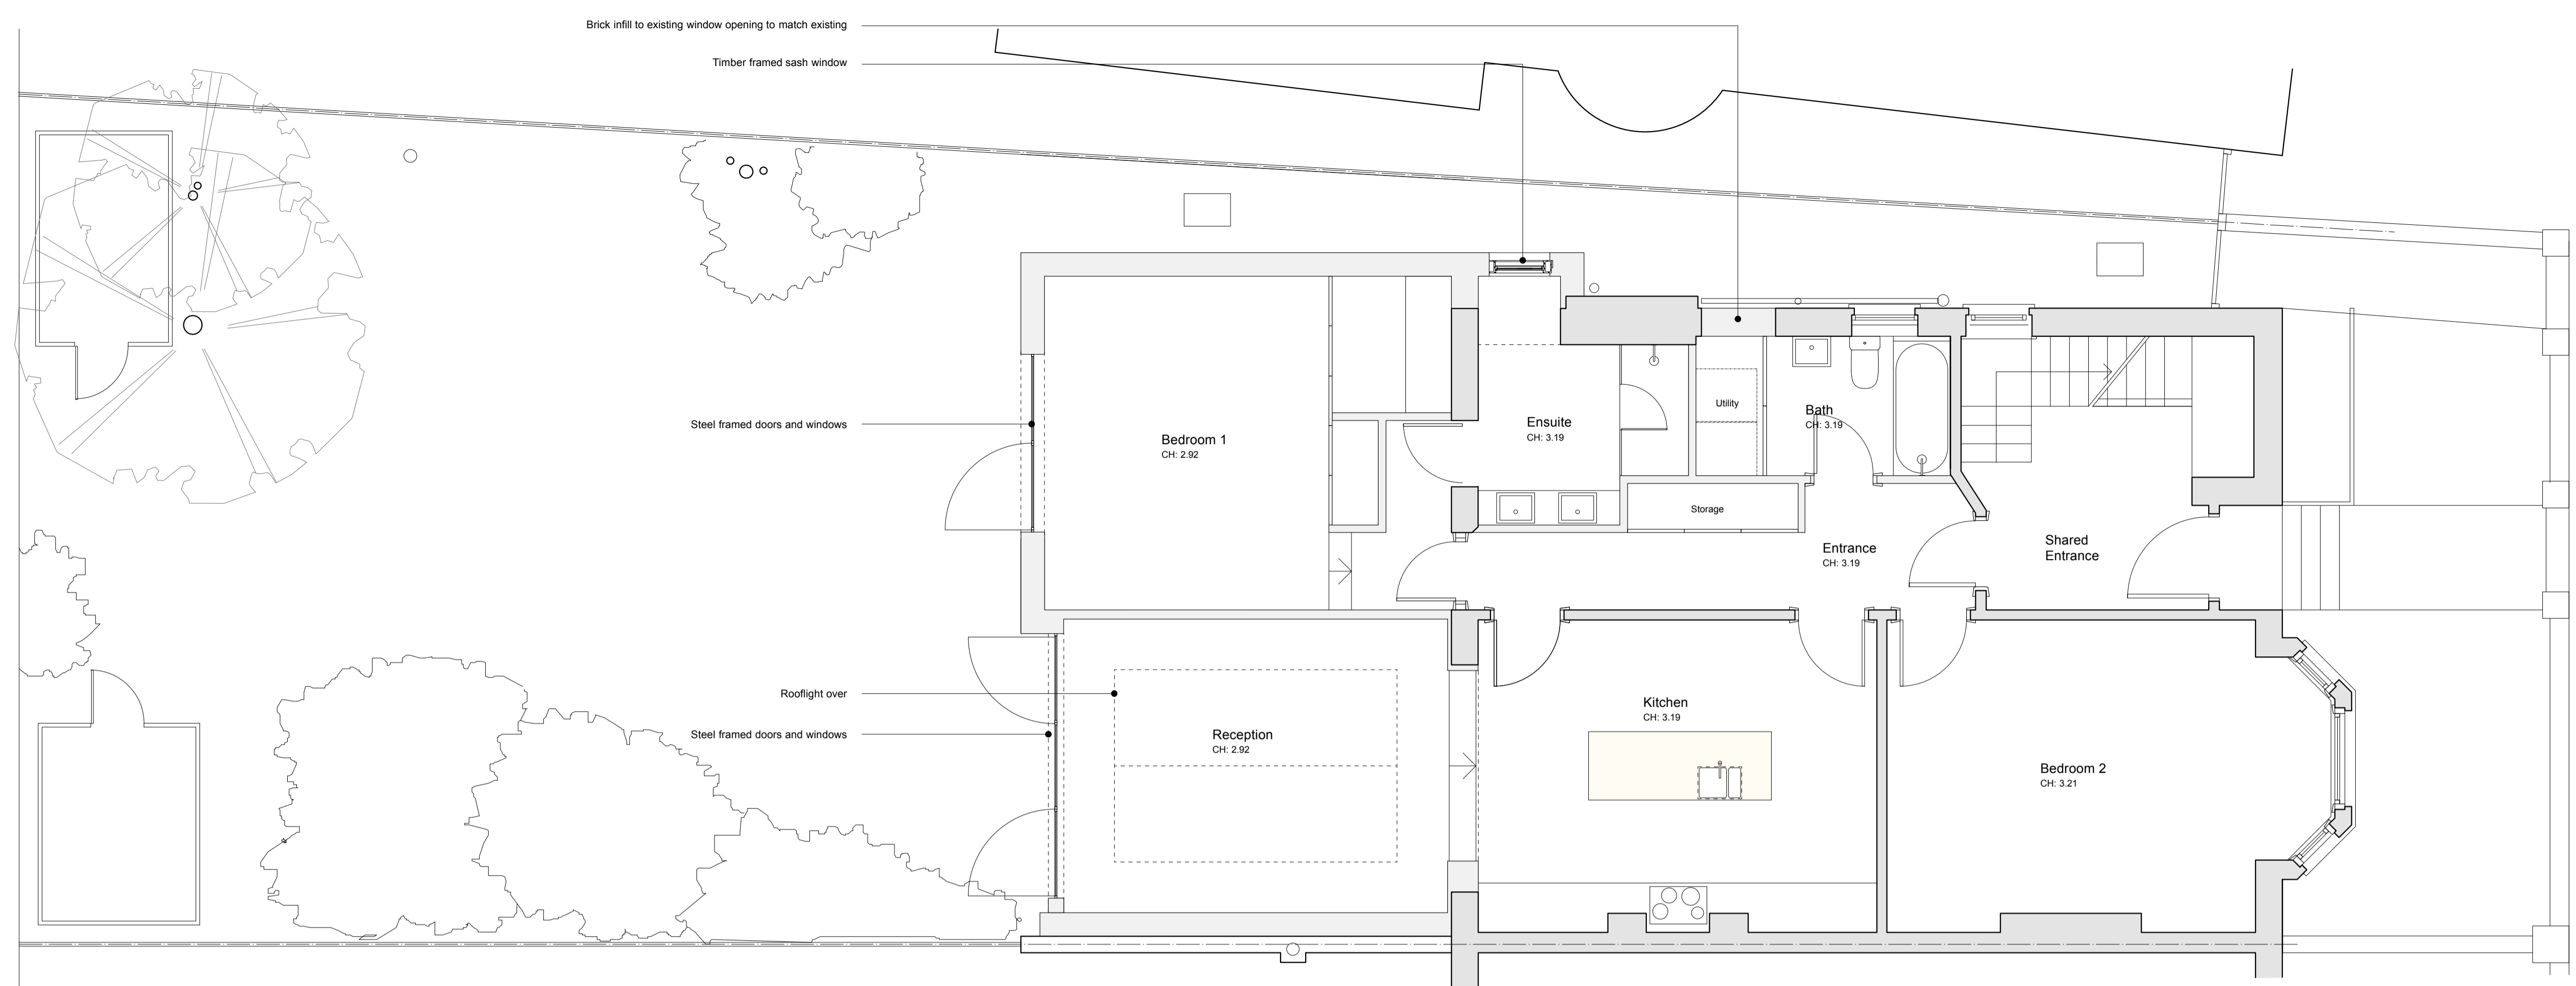 Brick infill to existing window opening to match existing
Timber framed sash window
Steel framed doors and windows
Bedroom 1
CH: 2.92
Ensuite
CH: 3.19
Utility
Bath
CH: 3.19
Storage
Entrance
CH: 3.19
Shared
Entrance
Rooflight over
Steel framed doors and windows
Reception
CH: 2.92
Kitchen
CH: 3.19
Bedroom 2
CH: 3.21